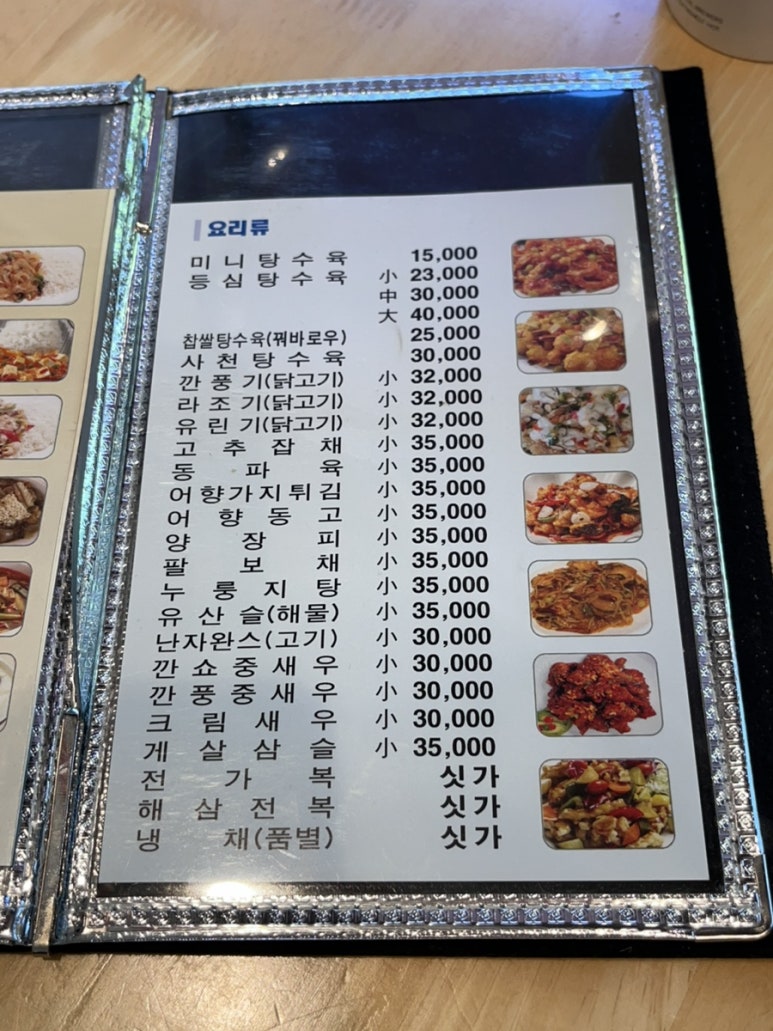 요리류
미니탕수육 15,000
등심탕수육 小 23,000
中 30,000
大 40,000
찹쌀탕수육(꿔바로우) 25,000
사천탕수육 30,000
깐풍기(닭고기) 小 32,000
라조기(닭고기) 小 32,000
유린기(닭고기) 小 32,000
고추잡채 小 35,000
동파육 小 35,000
어향가지튀김 小 35,000
어향동고 小 35,000
양장피 小 35,000
팔보채 小 35,000
누룽지탕 小 35,000
유산슬(해물) 小 35,000
난자완스(고기) 小 30,000
깐쇼중새우 小 30,000
깐풍중새우 小 30,000
크림새우 小 30,000
게살삼슬 小 35,000
전가복 싯가
해삼전복 싯가
냉채(품별) 싯가